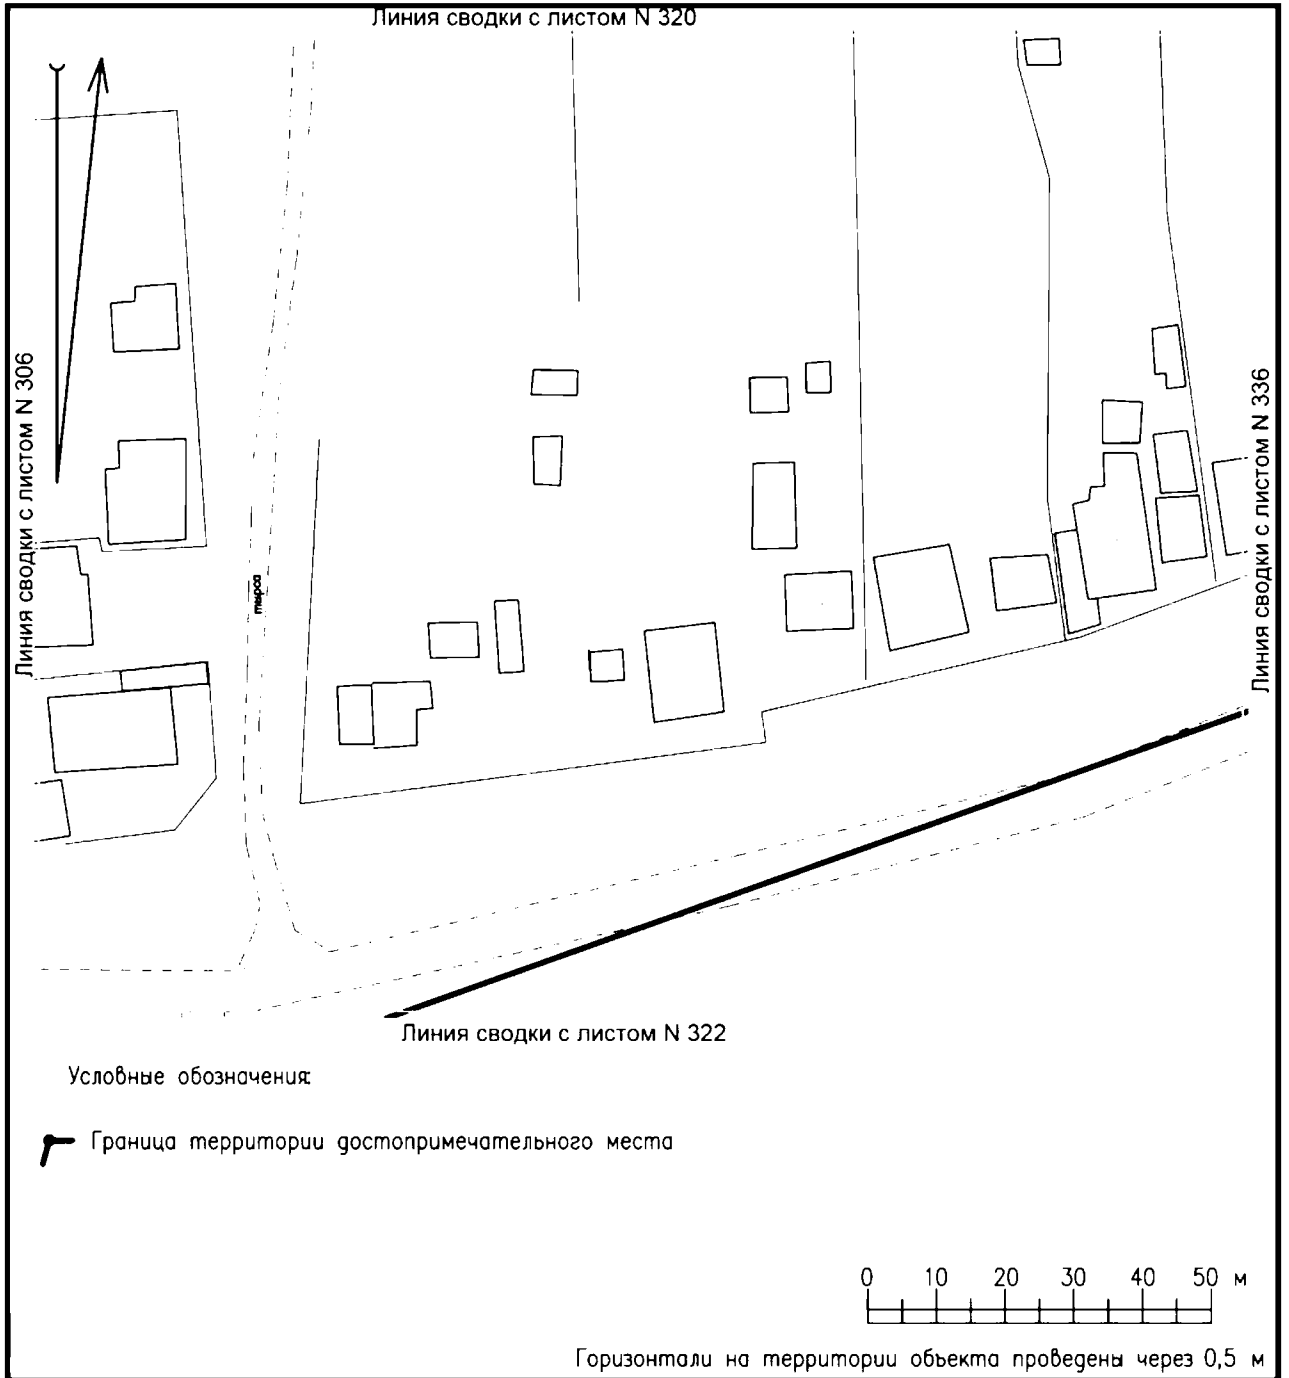 Линия сводки с листом N 320
Линия сводки с листом N 306
тырса
Линия сводки с листом N 336
Линия сводки с листом N 322
Условные обозначения:
Граница территории достопримечательного места
0 10 20 30 40 50 м
Горизонтали на территории объекта проведены через 0,5 м